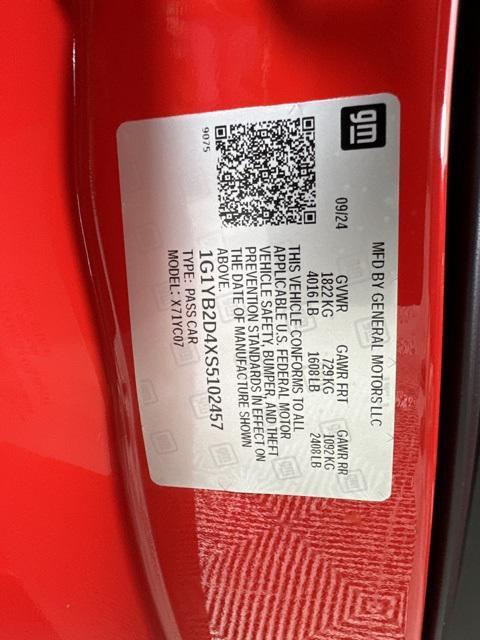 gm
MFD BY GENERAL MOTORS LLC
09/24
GVWR GAWR FRT GAWR RR
1822 KG 729 KG 1092 KG
4016 LB 1608 LB 2408 LB
THIS VEHICLE CONFORMS TO ALL
APPLICABLE U.S. FEDERAL MOTOR
VEHICLE SAFETY, BUMPER, AND THEFT
PREVENTION STANDARDS IN EFFECT ON
THE DATE OF MANUFACTURE SHOWN
ABOVE.
1G1YB2D4XS5102457
TYPE: PASS CAR
MODEL: X71YC07
9075